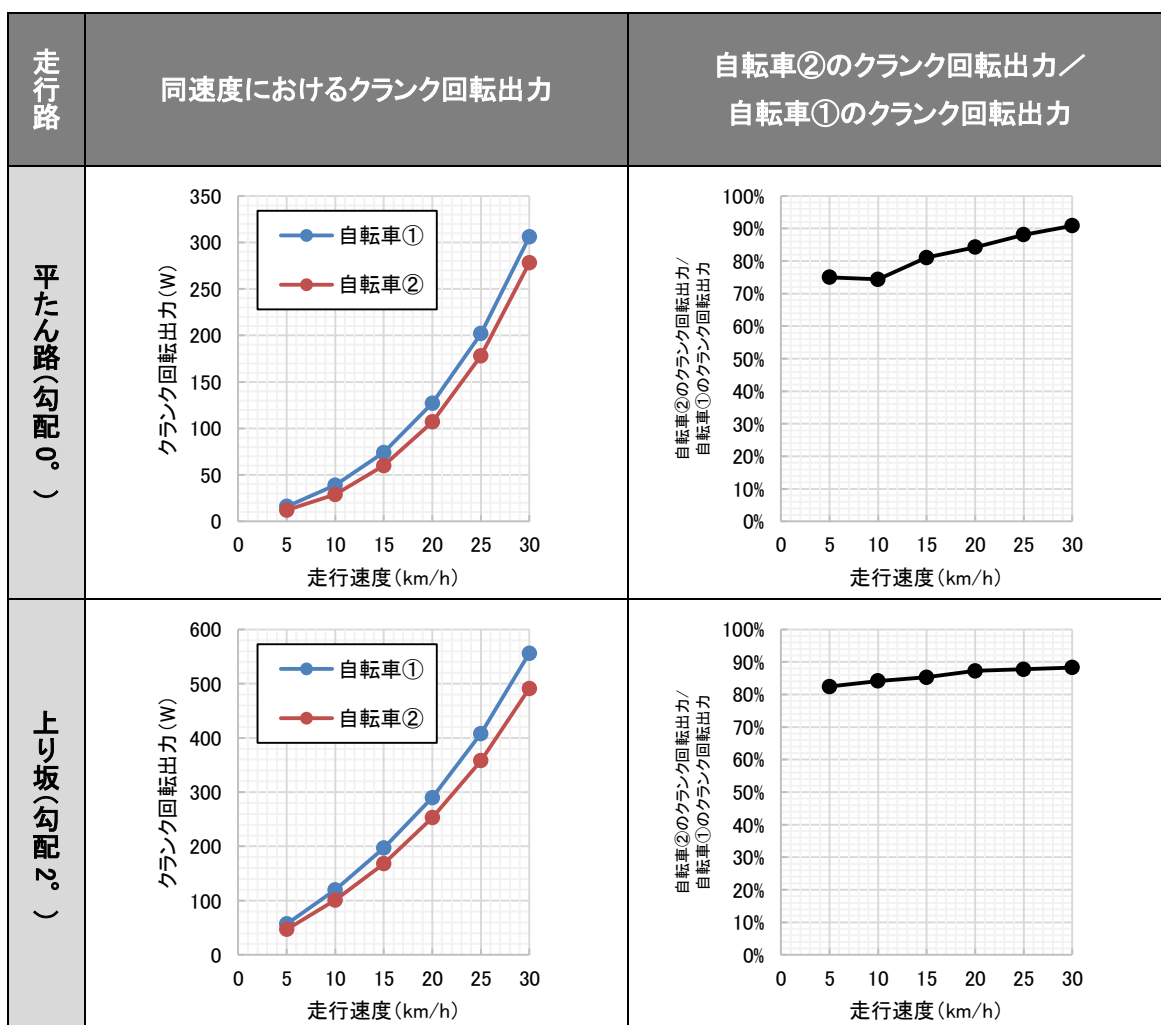 走行路
同速度におけるクランク回転出力
自転車②のクランク回転出力／
自転車①のクランク回転出力
平たん路(勾配0°)
350
300
250
200
150
100
50
0
クランク回転出力(W)
自転車①
自転車②
0 5 10 15 20 25 30
走行速度(km/h)
100%
90%
80%
70%
60%
50%
40%
30%
20%
10%
0%
自転車②のクランク回転出力/
自転車①のクランク回転出力
0 5 10 15 20 25 30
走行速度(km/h)
上り坂(勾配2°)
600
500
400
300
200
100
0
クランク回転出力(W)
自転車①
自転車②
0 5 10 15 20 25 30
走行速度(km/h)
100%
90%
80%
70%
60%
50%
40%
30%
20%
10%
0%
自転車②のクランク回転出力/
自転車①のクランク回転出力
0 5 10 15 20 25 30
走行速度(km/h)